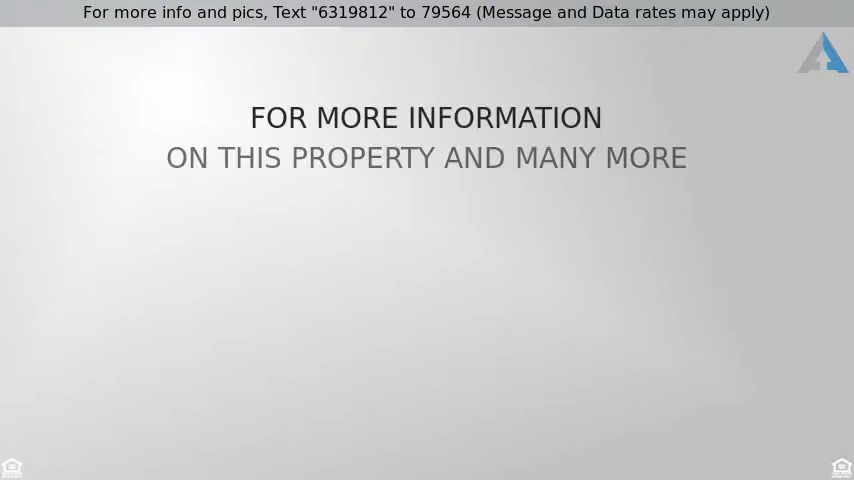 For more info and pics, Text "6319812" to 79564 (Message and Data rates may apply)
FOR MORE INFORMATION
ON THIS PROPERTY AND MANY MORE